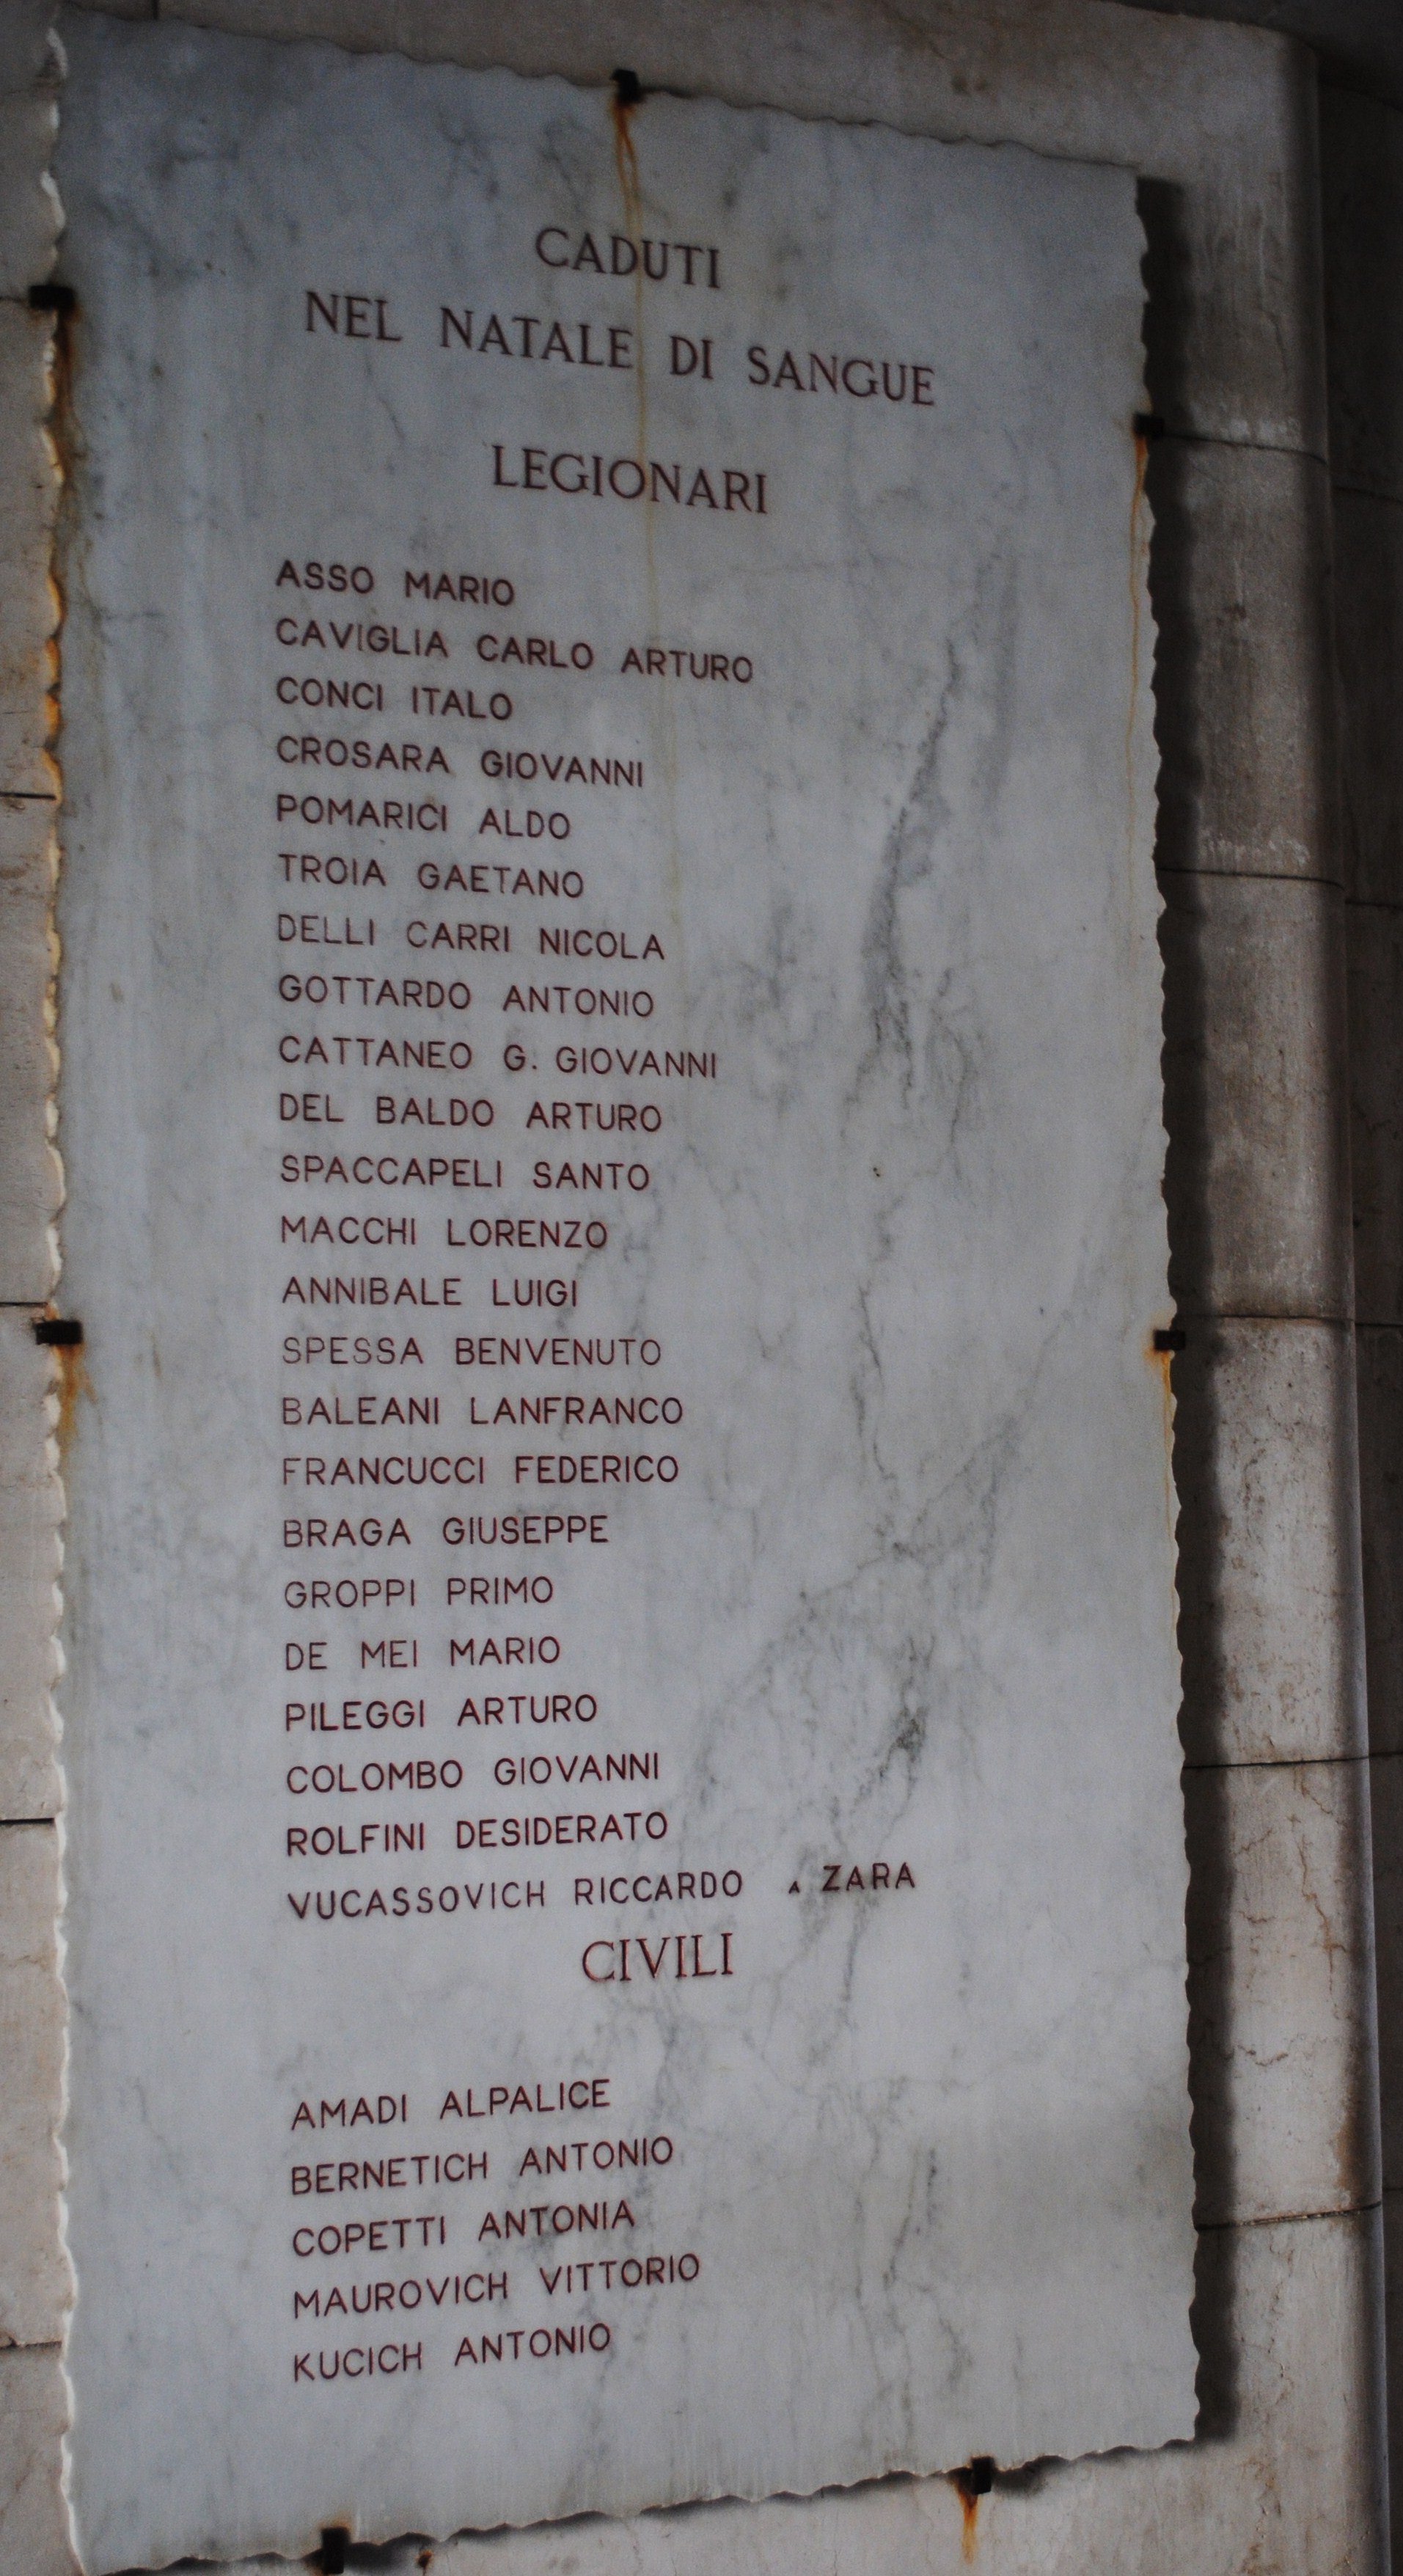 CADUTI
NEL NATALE DI SANGUE
LEGIONARI
ASSO MARIO
CAVIGLIA CARLO ARTURO
CONCI ITALO
CROSARA GIOVANNI
POMARICI ALDO
TROIA GAETANO
DELLI CARRI NICOLA
GOTTARDO ANTONIO
CATTANEO G. GIOVANNI
DEL BALDO ARTURO
SPACCAPELI SANTO
MACCHI LORENZO
ANNIBALE LUIGI
SPESSA BENVENUTO
BALEANI LANFRANCO
FRANCUCCI FEDERICO
BRAGA GIUSEPPE
GROPPI PRIMO
DE MEI MARIO
PILEGGI ARTURO
COLOMBO GIOVANNI
ROLFINI DESIDERATO
VUCASSOVICH RICCARDO A ZARA
CIVILI
AMADI ALPALICE
BERNETICH ANTONIO
COPETTI ANTONIA
MAUROVICH VITTORIO
KUCICH ANTONIO